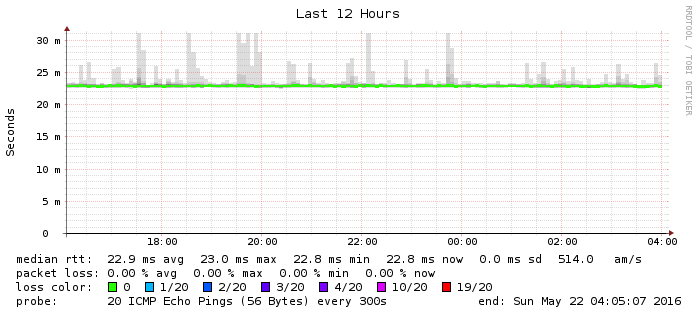 Last 12 Hours
RRDTOOL / TOBI OETIKER
Seconds
30 m
25 m
20 m
15 m
10 m
5 m
0
18:00 20:00 22:00 00:00 02:00 04:00
median rtt: 22.9 ms avg 23.0 ms max 22.8 ms min 22.8 ms now 0.0 ms sd 514.0 am/s
packet loss: 0.00 % avg 0.00 % max 0.00 % min 0.00 % now
loss color: 0 1/20 2/20 3/20 4/20 10/20 19/20
probe: 20 ICMP Echo Pings (56 Bytes) every 300s end: Sun May 22 04:05:07 2016